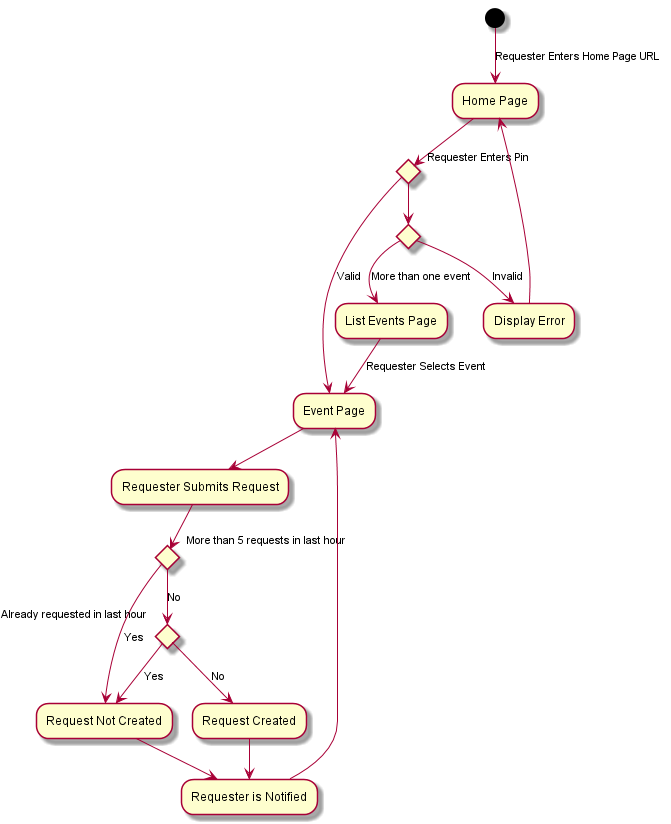 Requester Enters Home Page URL
Home Page
Requester Enters Pin
Valid
More than one event
Invalid
List Events Page
Display Error
Requester Selects Event
Event Page
Requester Submits Request
More than 5 requests in last hour
No
Already requested in last hour
Yes
Yes
No
Request Not Created
Request Created
Requester is Notified